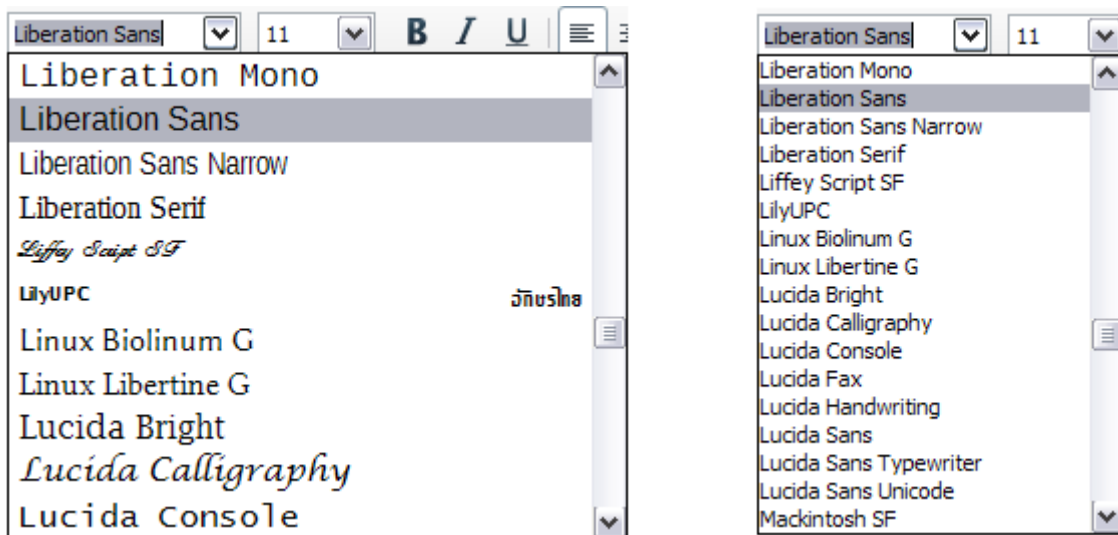 Liberation Sans 11 B I U
Liberation Mono
Liberation Sans
Liberation Sans Narrow
Liberation Serif
Liffey Script SF
LilyUPC อักษรไทย
Linux Biolinum G
Linux Libertine G
Lucida Bright
Lucida Calligraphy
Lucida Console
Liberation Sans 11
Liberation Mono
Liberation Sans
Liberation Sans Narrow
Liberation Serif
Liffey Script SF
LilyUPC
Linux Biolinum G
Linux Libertine G
Lucida Bright
Lucida Calligraphy
Lucida Console
Lucida Fax
Lucida Handwriting
Lucida Sans
Lucida Sans Typewriter
Lucida Sans Unicode
Mackintosh SF